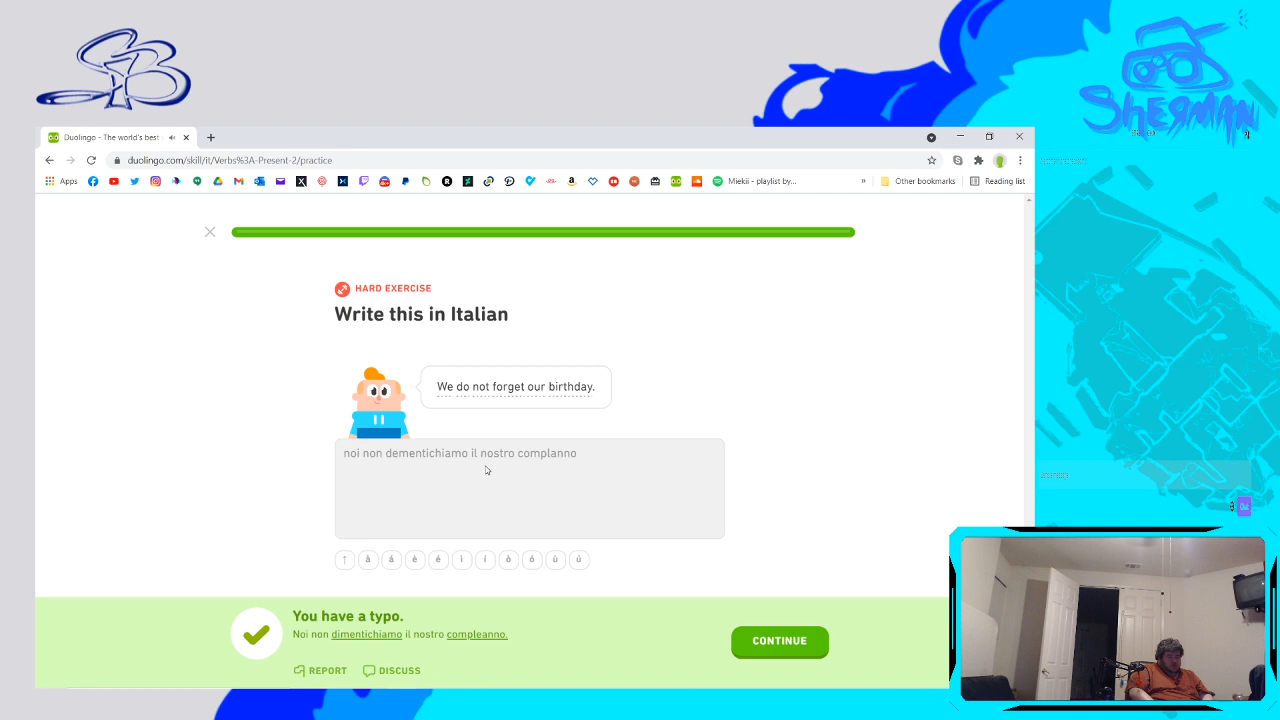 SHERMAN
Duolingo - The world's best
duolingo.com/skill/it/Verbs%3A-Present-2/practice
Apps
Miekii - playlist by...
»
Other bookmarks
Reading list
HARD EXERCISE
Write this in Italian
We do not forget our birthday.
noi non dementichiamo il nostro complanno
↑ à á è é ì í ò ó ù ú
You have a typo.
Noi non dimentichiamo il nostro compleanno.
CONTINUE
REPORT DISCUSS